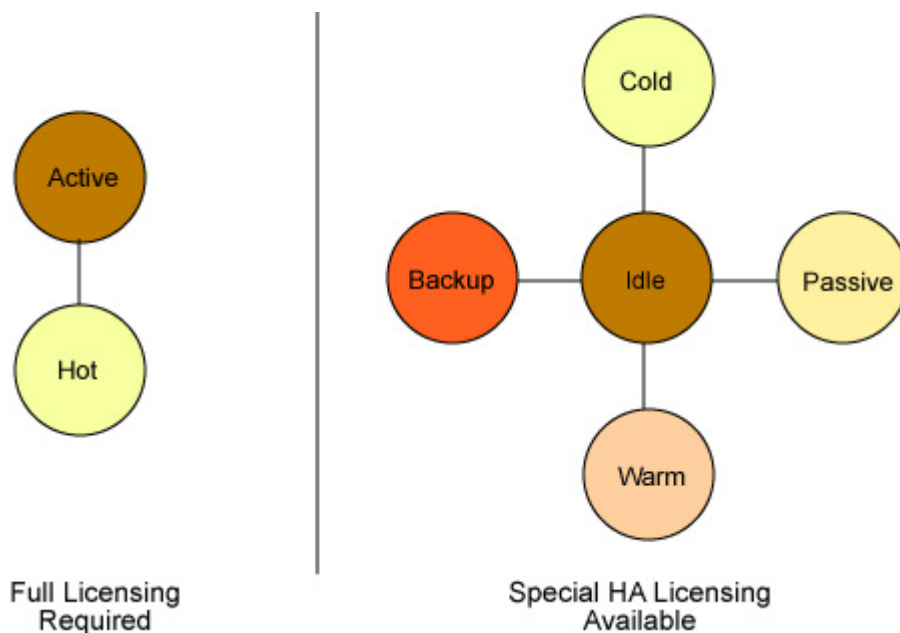 Active
Hot
Full Licensing
Required
Cold
Backup
Idle
Passive
Warm
Special HA Licensing
Available